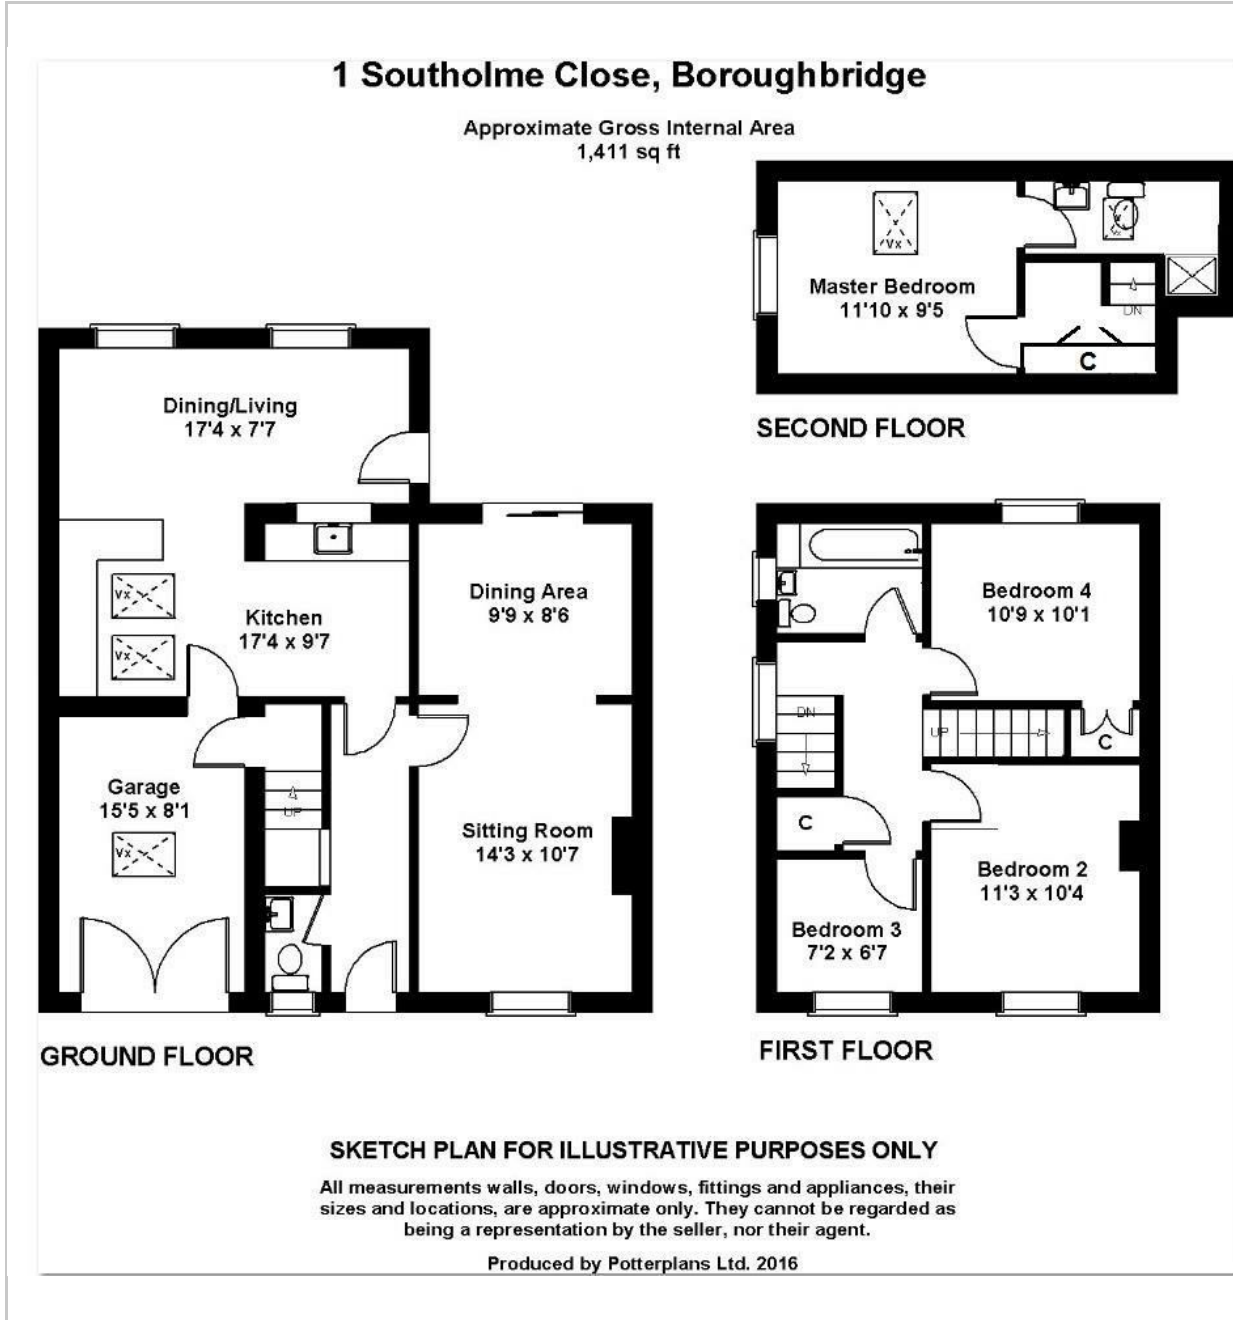 1 Southolme Close, Boroughbridge
Approximate Gross Internal Area
1,411 sq ft
Vx
Vx
Master Bedroom
11'10 x 9'5
DN
C
SECOND FLOOR
Dining/Living
17'4 x 7'7
Vx
Vx
Kitchen
17'4 x 9'7
Dining Area
9'9 x 8'6
Garage
15'5 x 8'1
Vx
UP
Sitting Room
14'3 x 10'7
GROUND FLOOR
Bedroom 4
10'9 x 10'1
DN
UP
C
C
Bedroom 2
11'3 x 10'4
Bedroom 3
7'2 x 6'7
FIRST FLOOR
SKETCH PLAN FOR ILLUSTRATIVE PURPOSES ONLY
All measurements walls, doors, windows, fittings and appliances, their
sizes and locations, are approximate only. They cannot be regarded as
being a representation by the seller, nor their agent.
Produced by Potterplans Ltd. 2016